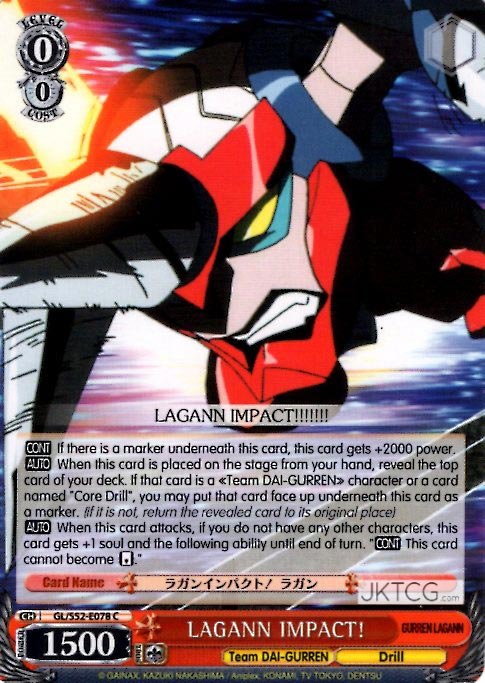 LEVEL
0
0
COST
LAGANN IMPACT!!!!!!!
CONT If there is a marker underneath this card, this card gets +2000 power.
AUTO When this card is placed on the stage from your hand, reveal the top
card of your deck. If that card is a «Team DAI-GURREN» character or a card
named "Core Drill", you may put that card face up underneath this card as
a marker. (if it is not, return the revealed card to its original place)
AUTO When this card attacks, if you do not have any other characters, this
card gets +1 soul and the following ability until end of turn. "CONT This card
cannot become ."
Card Name ラガンインパクト! ラガン
JKTCG.com
CH GL/S52-E078 C
POWER 1500 SOUL LAGANN IMPACT! GURREN LAGANN
Team DAI-GURREN Drill
© GAINAX, KAZUKI NAKASHIMA / Aniplex, KONAMI, TV TOKYO, DENTSU